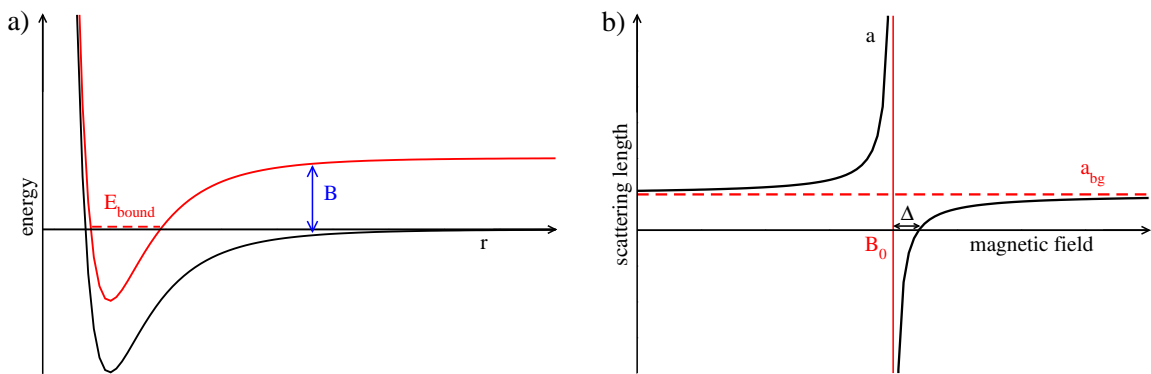 a)
energy
E_bound
B
r
b)
scattering length
a
a_bg
Δ
B_0
magnetic field